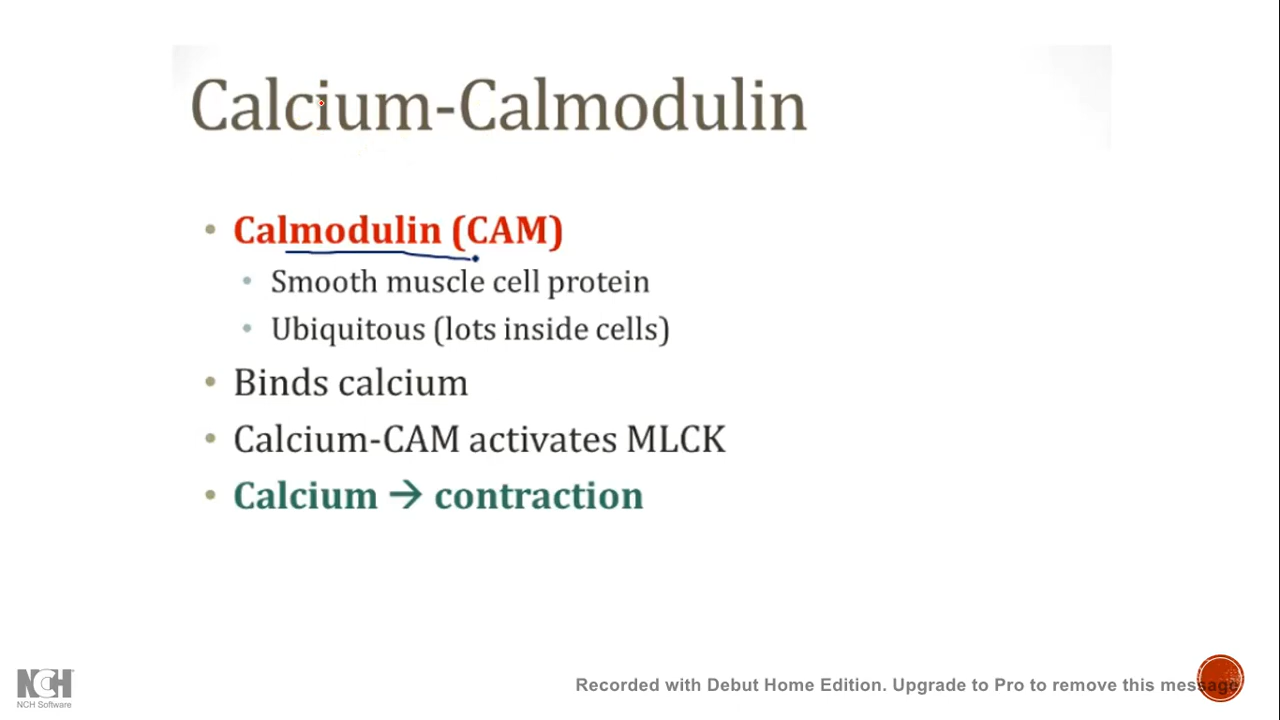 Calcium-Calmodulin
• Calmodulin (CAM)
• Smooth muscle cell protein
• Ubiquitous (lots inside cells)
• Binds calcium
• Calcium-CAM activates MLCK
• Calcium → contraction
NCH
NCH Software
Recorded with Debut Home Edition. Upgrade to Pro to remove this message